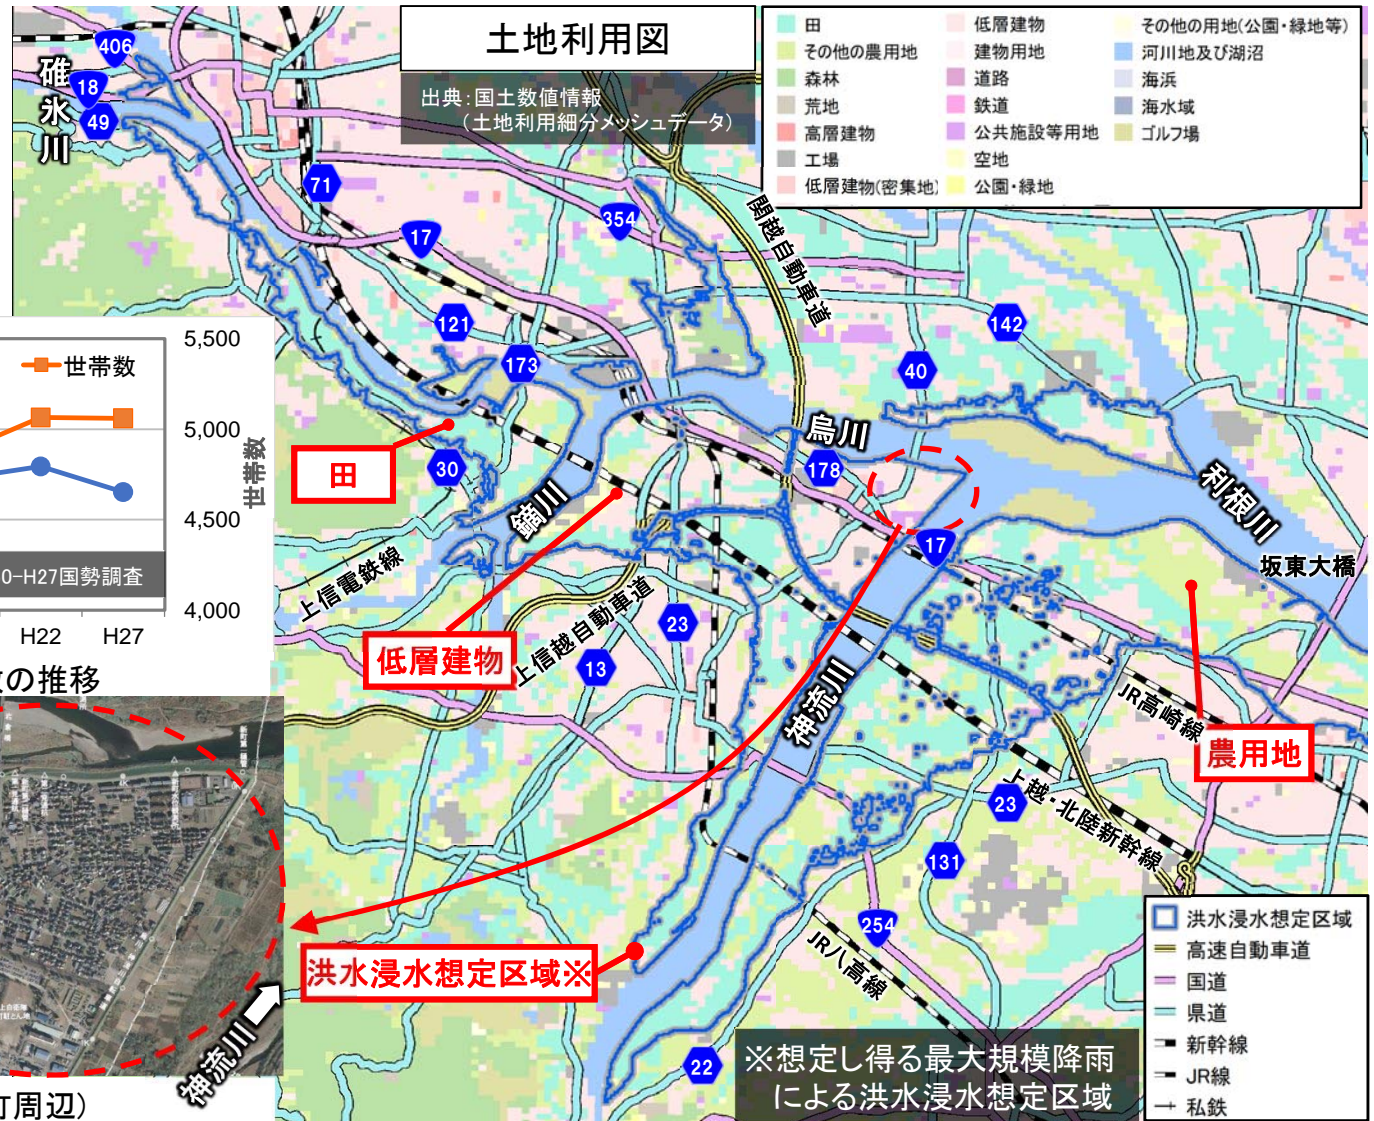 土地利用図
出典:国土数値情報
(土地利用細分メッシュデータ)
田
その他の農用地
森林
荒地
高層建物
工場
低層建物(密集地)
低層建物
建物用地
道路
鉄道
公共施設等用地
空地
公園・緑地
その他の用地(公園・緑地等)
河川地及び湖沼
海浜
海水域
ゴルフ場
碓氷川
406
18
49
71
17
354
関越自動車道
121
173
142
40
烏川
178
利根川
坂東大橋
17
田
30
鏑川
上信電鉄線
低層建物
上信越自動車道
23
13
神流川
JR高崎線
農用地
上越・北陸新幹線
23
131
254
JR八高線
22
洪水浸水想定区域※
※想定し得る最大規模降雨
による洪水浸水想定区域
洪水浸水想定区域
高速自動車道
国道
県道
新幹線
JR線
私鉄
世帯数
5,500
5,000
4,500
4,000
世帯数
0-H27国勢調査
H22
H27
の推移
神流川
町周辺)